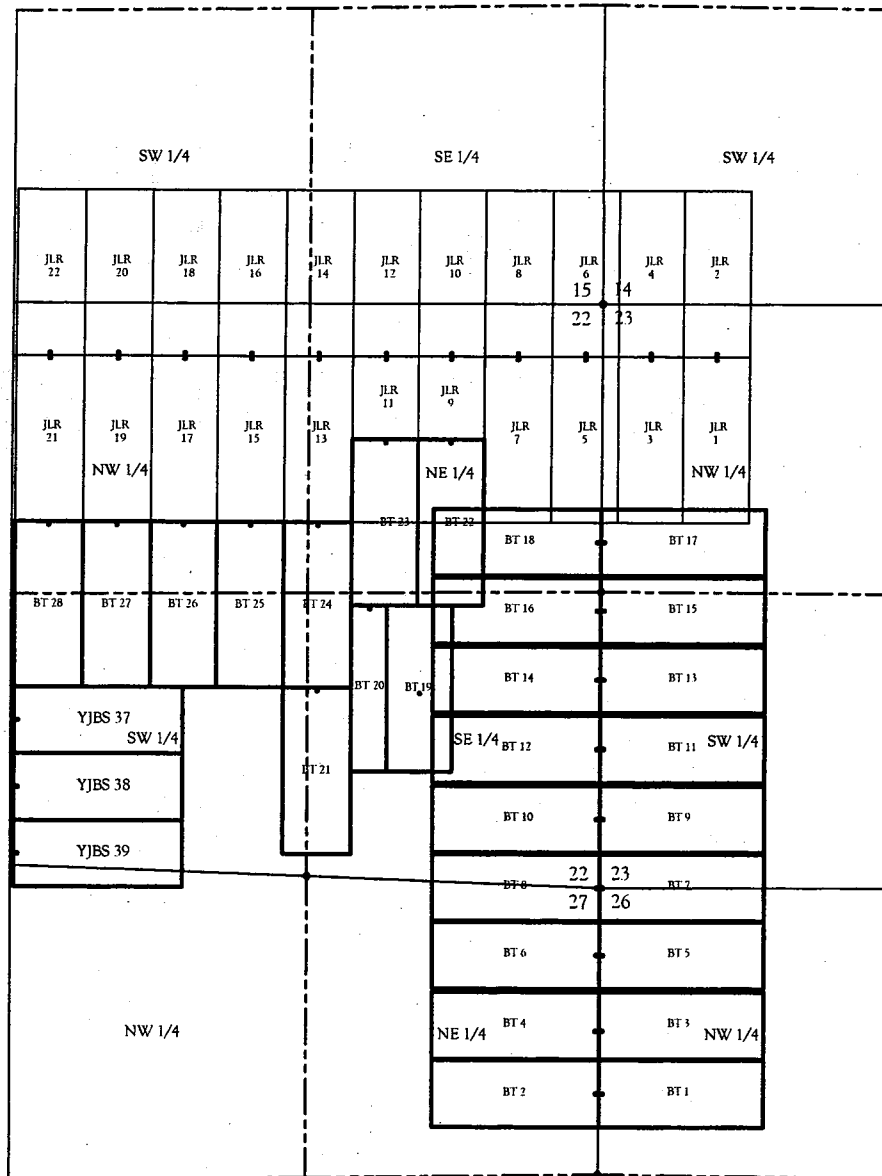 SW 1/4
SE 1/4
SW 1/4
JLR
22
JLR
20
JLR
18
JLR
16
JLR
14
JLR
12
JLR
10
JLR
8
JLR
6
JLR
4
JLR
2
15 14
22 23
JLR
21
JLR
19
JLR
17
JLR
15
JLR
13
JLR
11
JLR
9
JLR
7
JLR
5
JLR
3
JLR
1
NW 1/4
NE 1/4
NW 1/4
BT 23
BT 22
BT 18
BT 17
BT 28
BT 27
BT 26
BT 25
BT 24
BT 16
BT 15
BT 20
BT 19
BT 14
BT 13
YJBS 37
SW 1/4
SE 1/4
SW 1/4
BT 21
BT 12
BT 11
YJBS 38
BT 10
BT 9
YJBS 39
22 23
BT 8
BT 7
27 26
BT 6
BT 5
NW 1/4
NE 1/4
BT 4
BT 3
NW 1/4
BT 2
BT 1